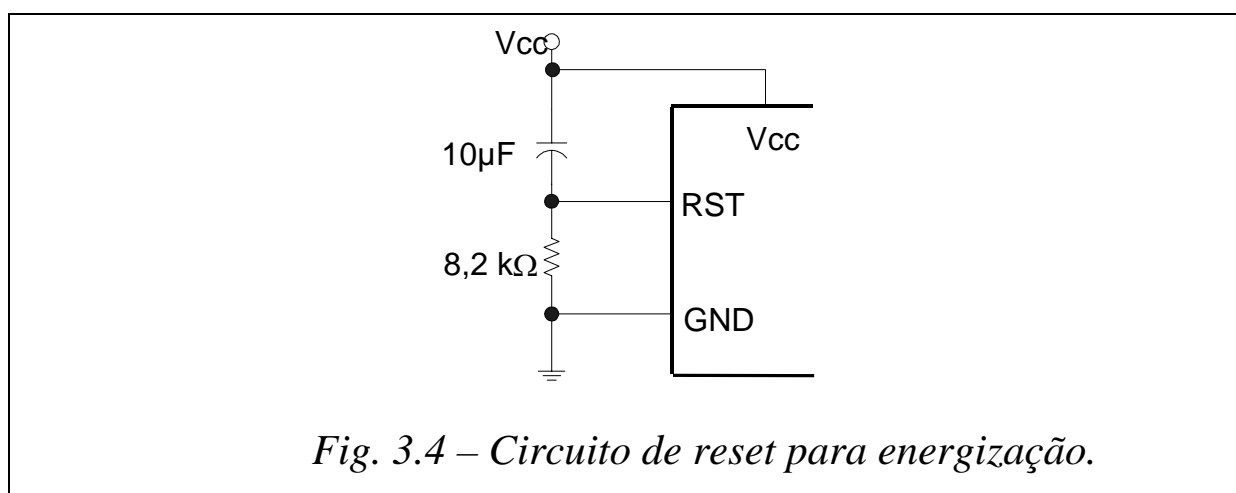 Vcc
Vcc
10µF
RST
8,2 kΩ
GND
Fig. 3.4 – Circuito de reset para energização.